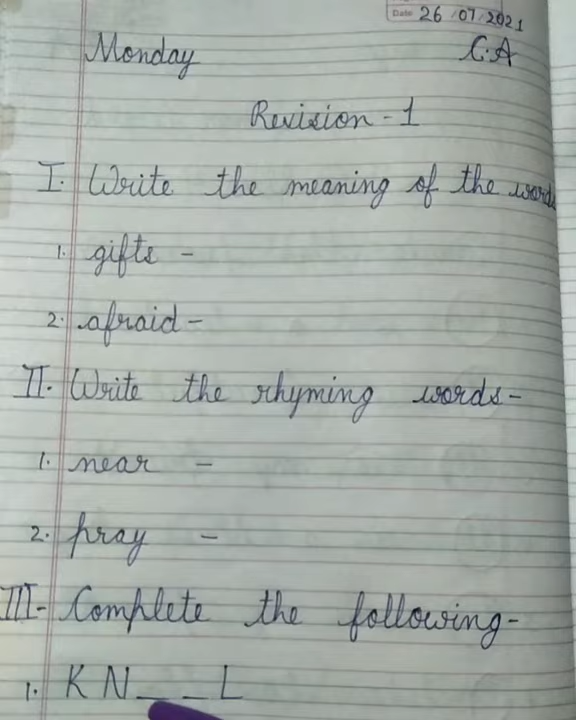 Date 26/07/2021
Monday C.A
Revision - 1
I. Write the meaning of the words
1. gifts -
2. afraid -
II. Write the rhyming words -
1. near -
2. pray -
III - Complete the following -
1. K N _ _ L